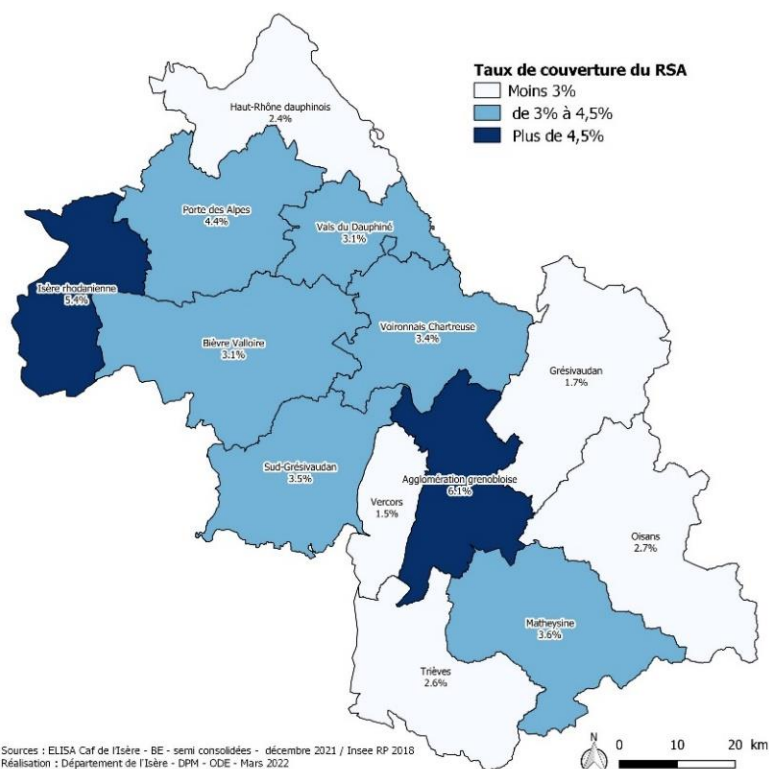 Taux de couverture du RSA
Moins 3%
de 3% à 4,5%
Plus de 4,5%
Haut-Rhône dauphinois
2.4%
Porte des Alpes
4.4%
Vals du Dauphiné
3.1%
Isère rhodanienne
5.4%
Bièvre Valloire
3.1%
Voironnais Chartreuse
3.4%
Grésivaudan
1.7%
Sud-Grésivaudan
3.5%
Vercors
1.5%
Agglomération grenobloise
6.1%
Oisans
2.7%
Matheysine
3.6%
Trièves
2.6%
Sources : ELISA Caf de l'Isère - BE - semi consolidées - décembre 2021 / Insee RP 2018
Réalisation : Département de l'Isère - DPM - ODE - Mars 2022
N
0 10 20 km